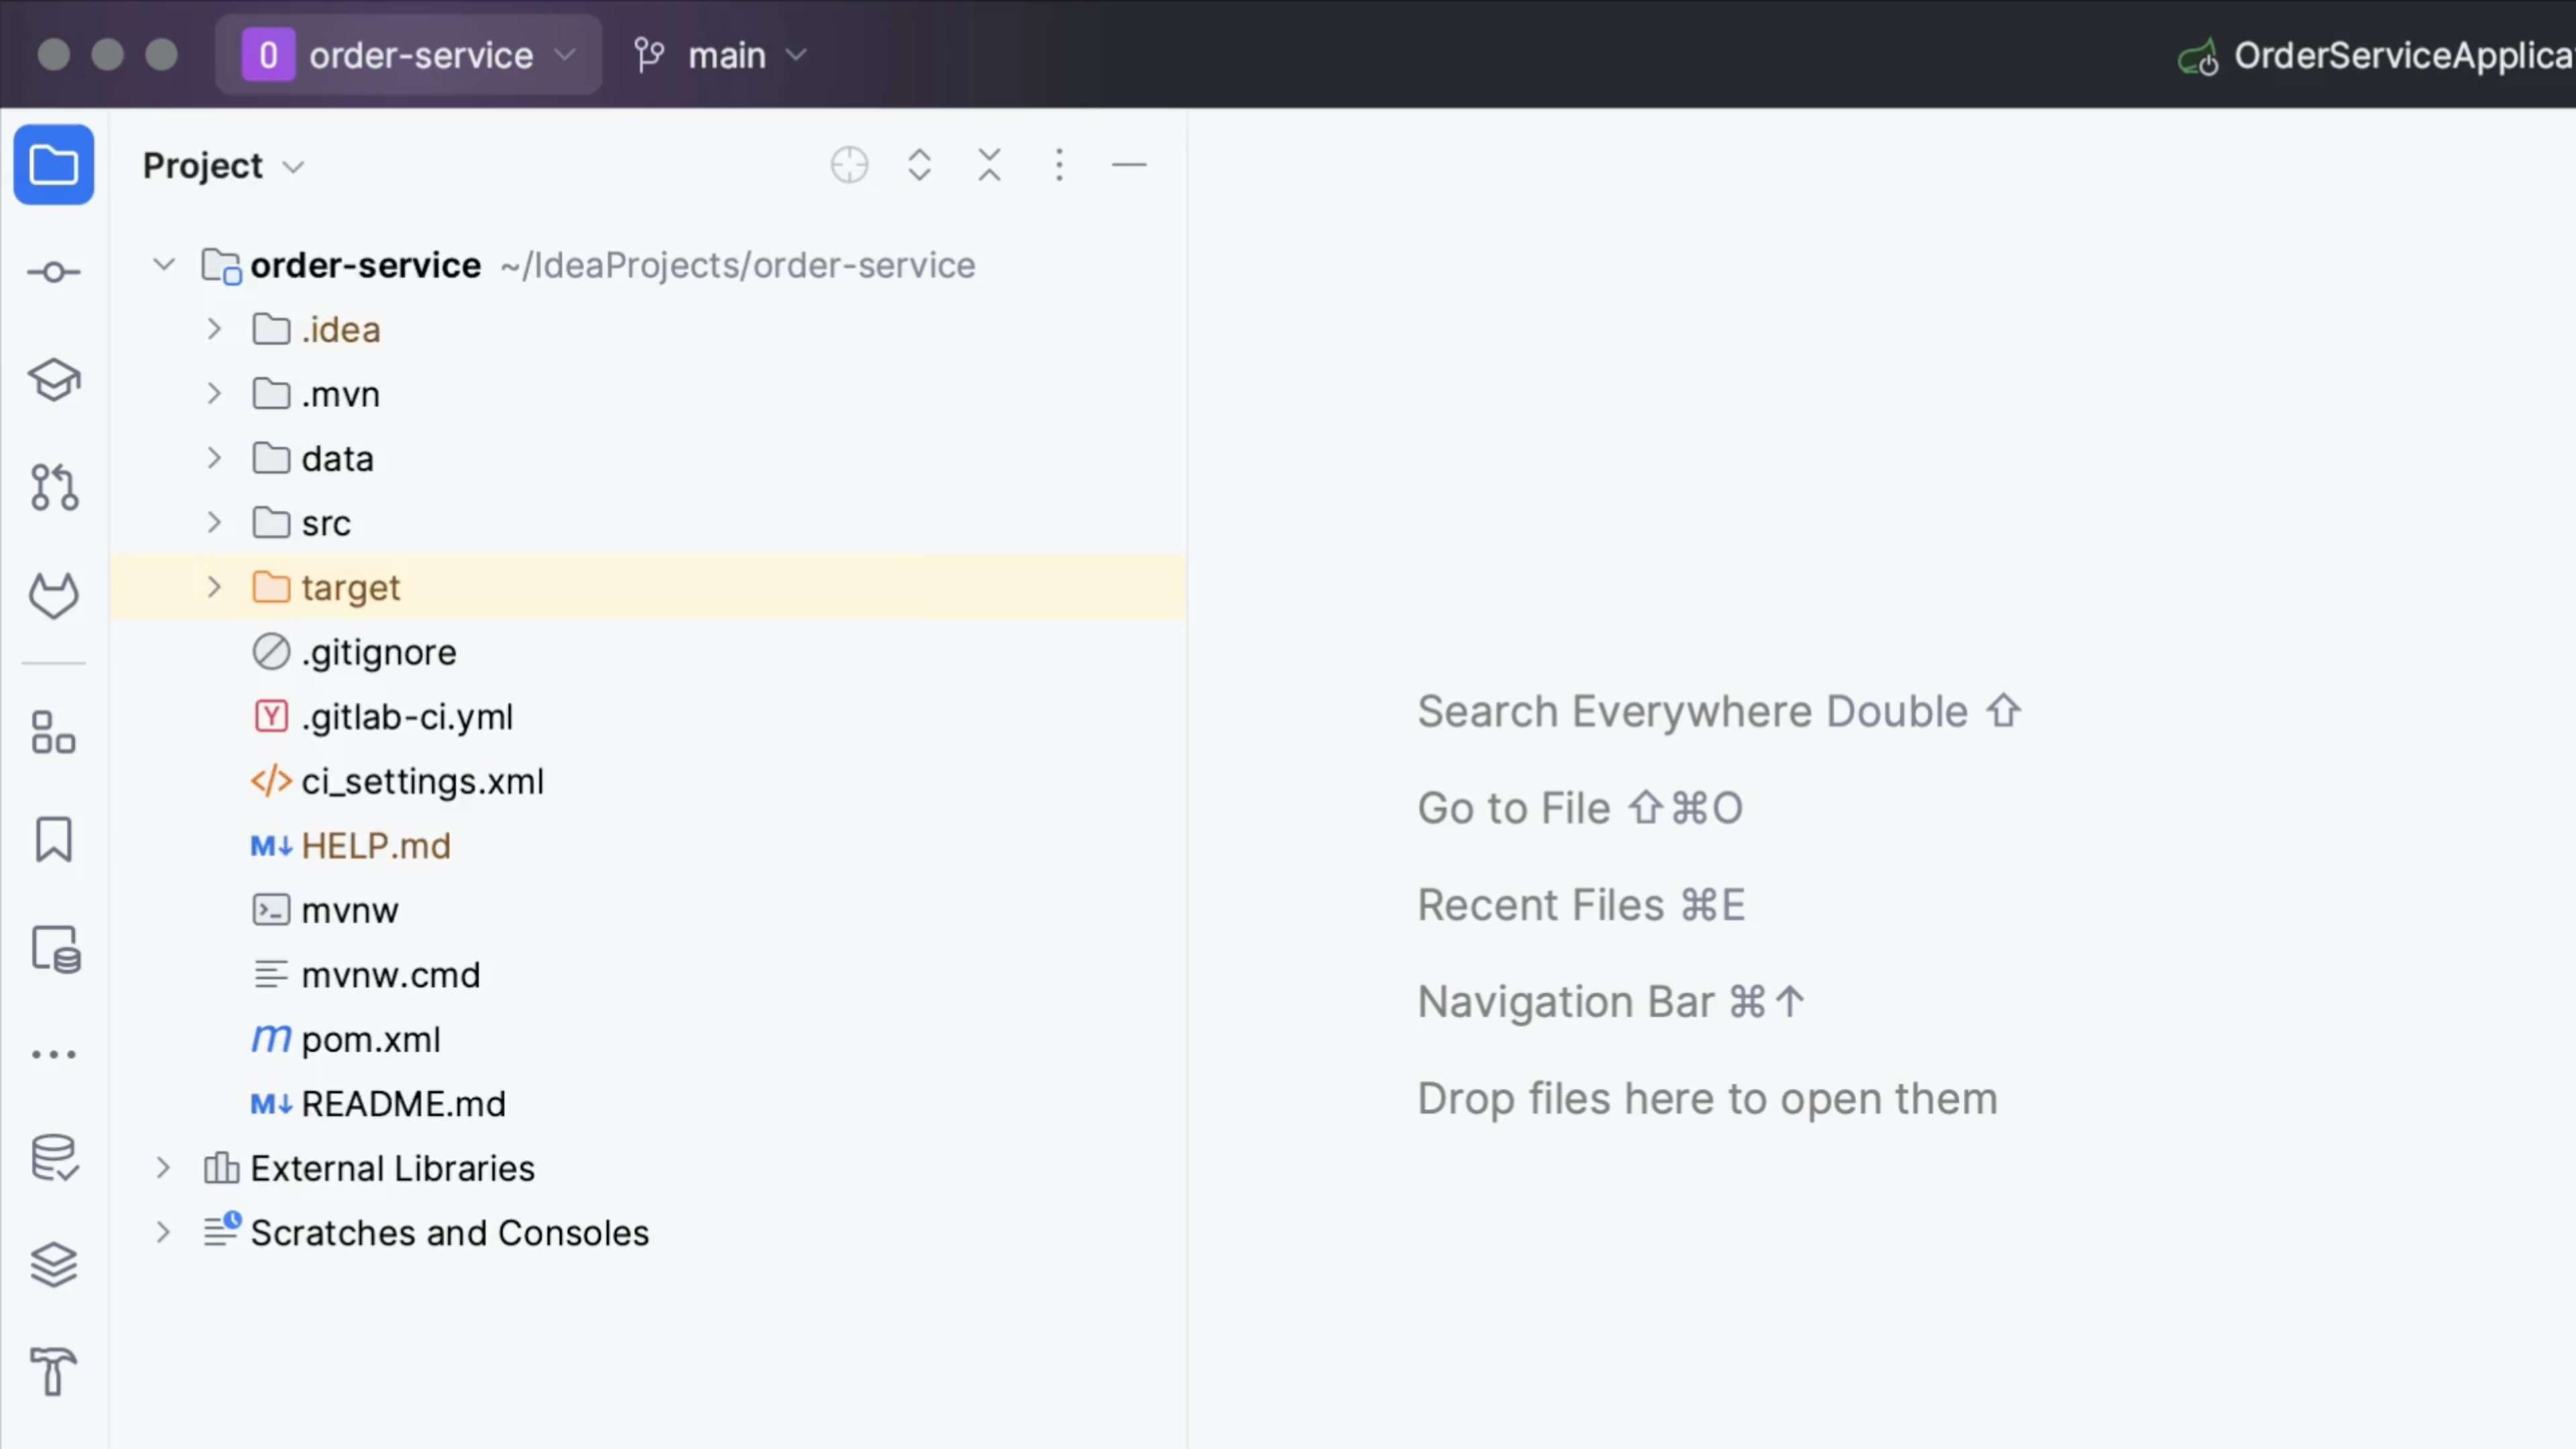 0 order-service main OrderServiceApplica
Project
order-service ~/IdeaProjects/order-service
.idea
.mvn
data
src
target
.gitignore
Y .gitlab-ci.yml
</> ci_settings.xml
M↓ HELP.md
mvnw
mvnw.cmd
m pom.xml
M↓ README.md
External Libraries
Scratches and Consoles
Search Everywhere Double ⇧
Go to File ⇧⌘O
Recent Files ⌘E
Navigation Bar ⌘↑
Drop files here to open them